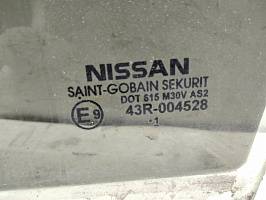 NISSAN
SAINT-GOBAIN SEKURIT
DOT 615 M30V AS2
E9 43R-004528
.1